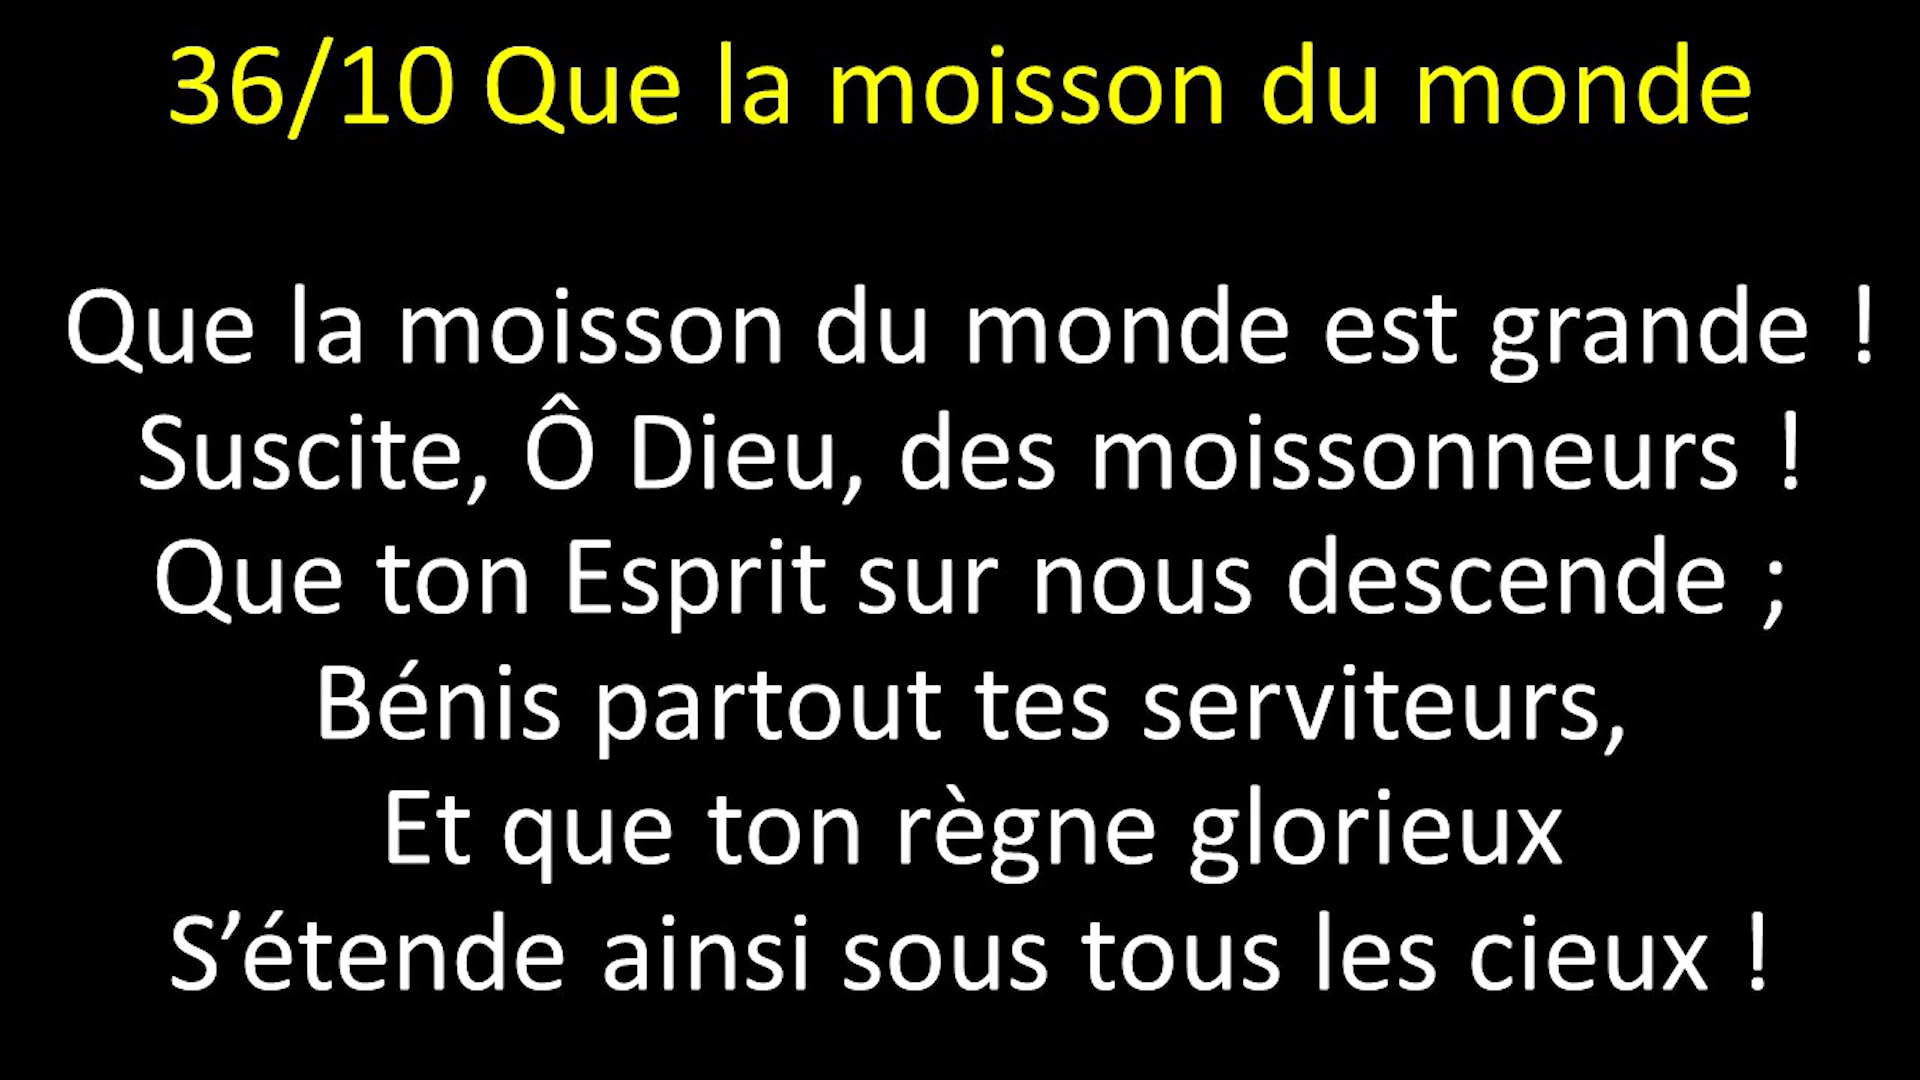 36/10 Que la moisson du monde
Que la moisson du monde est grande !
Suscite, Ô Dieu, des moissonneurs !
Que ton Esprit sur nous descende ;
Bénis partout tes serviteurs,
Et que ton règne glorieux
S’étende ainsi sous tous les cieux !